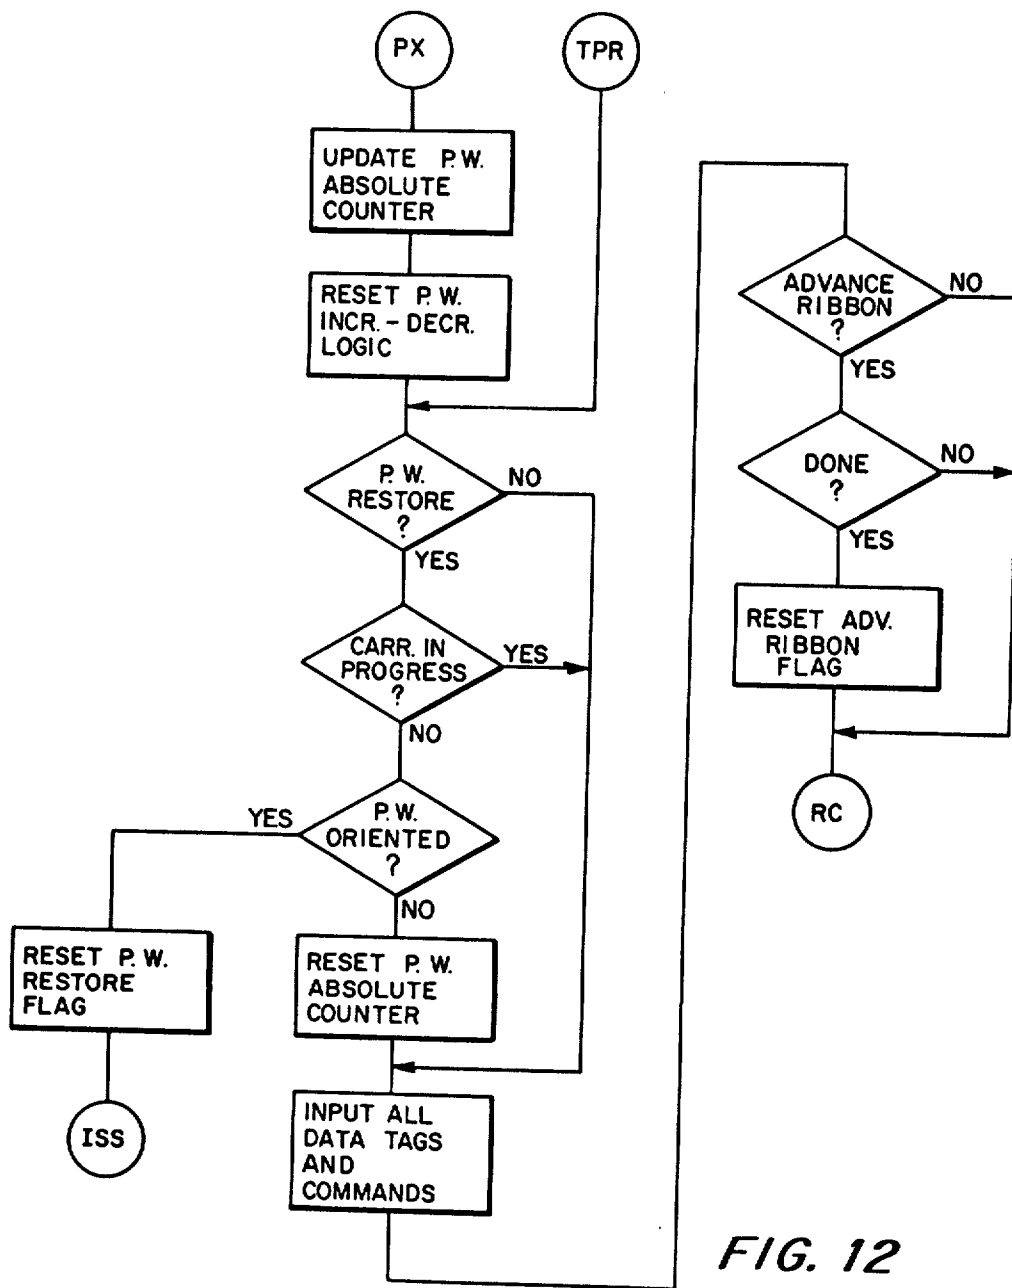 PX
TPR
UPDATE P.W.
ABSOLUTE
COUNTER
RESET P.W.
INCR.-DECR.
LOGIC
P.W.
RESTORE
?
NO
YES
CARR. IN
PROGRESS
?
YES
NO
P.W.
ORIENTED
?
YES
NO
RESET P.W.
RESTORE
FLAG
ISS
RESET P.W.
ABSOLUTE
COUNTER
INPUT ALL
DATA TAGS
AND
COMMANDS
ADVANCE
RIBBON
?
NO
YES
DONE
?
NO
YES
RESET ADV.
RIBBON
FLAG
RC
FIG. 12